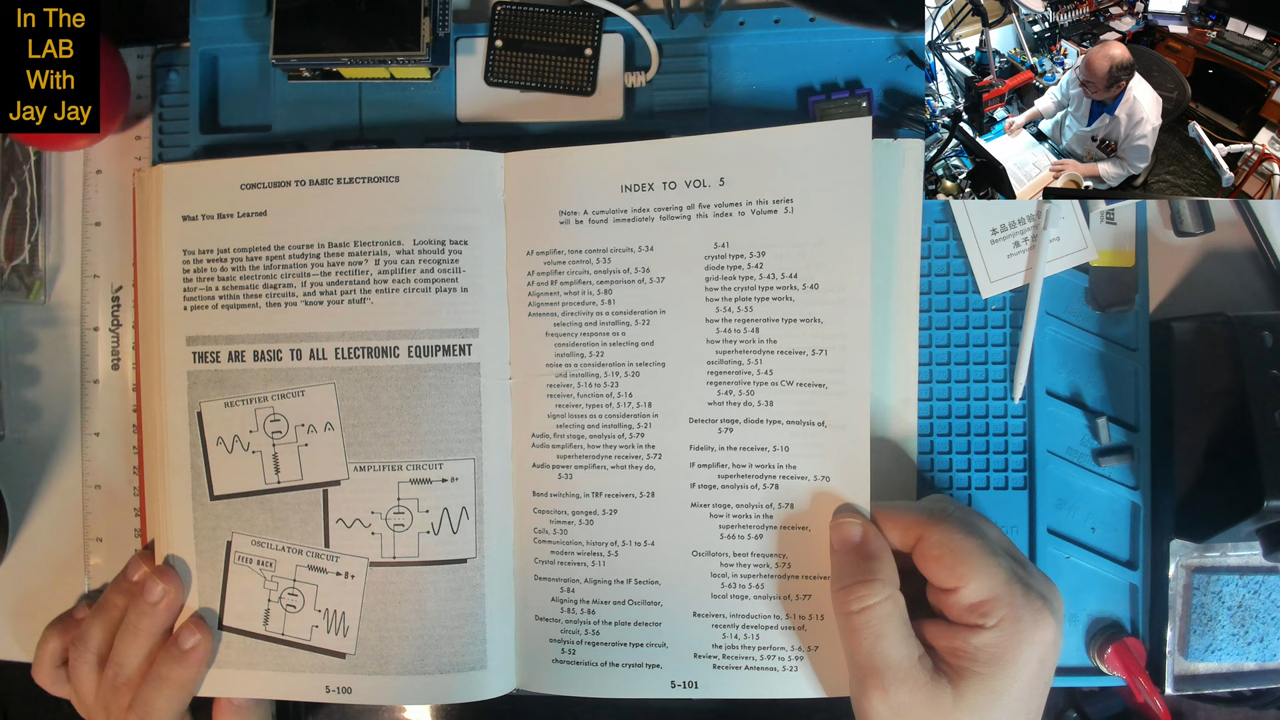 In The
LAB
With
Jay Jay
studymate
CONCLUSION TO BASIC ELECTRONICS
What You Have Learned
You have just completed the course in Basic Electronics. Looking back
on the weeks you have spent studying these materials, what should you
be able to do with the information you have now? If you can recognize
the three basic electronic circuits—the rectifier, amplifier and oscill-
ator—in a schematic diagram, if you understand how each component
functions within these circuits, and what part the entire circuit plays in
a piece of equipment, then you "know your stuff".
THESE ARE BASIC TO ALL ELECTRONIC EQUIPMENT
RECTIFIER CIRCUIT
AMPLIFIER CIRCUIT
B+
OSCILLATOR CIRCUIT
FEED BACK
B+
5-100
INDEX TO VOL. 5
(Note: A cumulative index covering all five volumes in this series
will be found immediately following this index to Volume 5.)
AF amplifier, tone control circuits, 5-34
volume control, 5-35
AF amplifier circuits, analysis of, 5-36
AF and RF amplifiers, comparison of, 5-37
Alignment, what it is, 5-80
Alignment procedure, 5-81
Antennas, directivity as a consideration in
selecting and installing, 5-22
frequency response as a
consideration in selecting and
installing, 5-22
noise as a consideration in selecting
and installing, 5-19, 5-20
receiver, 5-16 to 5-23
receiver, function of, 5-16
receiver, types of, 5-17, 5-18
signal losses as a consideration in
selecting and installing, 5-21
Audio, first stage, analysis of, 5-79
Audio amplifiers, how they work in the
superheterodyne receiver, 5-72
Audio power amplifiers, what they do,
5-33
Band switching, in TRF receivers, 5-28
Capacitors, ganged, 5-29
trimmer, 5-30
Coils, 5-30
Communication, history of, 5-1 to 5-4
modern wireless, 5-5
Crystal receivers, 5-11
Demonstration, Aligning the IF Section,
5-84
Aligning the Mixer and Oscillator,
5-85, 5-86
Detector, analysis of the plate detector
circuit, 5-56
analysis of regenerative type circuit,
5-52
characteristics of the crystal type,
5-41
crystal type, 5-39
diode type, 5-42
grid-leak type, 5-43, 5-44
how the crystal type works, 5-40
how the plate type works,
5-54, 5-55
how the regenerative type works,
5-46 to 5-48
how they work in the
superheterodyne receiver, 5-71
oscillating, 5-51
regenerative, 5-45
regenerative type as CW receiver,
5-49, 5-50
what they do, 5-38
Detector stage, diode type, analysis of,
5-79
Fidelity, in the receiver, 5-10
IF amplifier, how it works in the
superheterodyne receiver, 5-70
IF stage, analysis of, 5-78
Mixer stage, analysis of, 5-78
how it works in the
superheterodyne receiver,
5-66 to 5-69
Oscillators, beat frequency,
how they work, 5-75
local, in superheterodyne receiver
5-63 to 5-65
local stage, analysis of, 5-77
Receivers, introduction to, 5-1 to 5-15
recently developed uses of,
5-14, 5-15
the jobs they perform, 5-6, 5-7
Review, Receivers, 5-97 to 5-99
Receiver Antennas, 5-23
5-101
本品经检验
Benpinjingjian
准予出
zhunyu